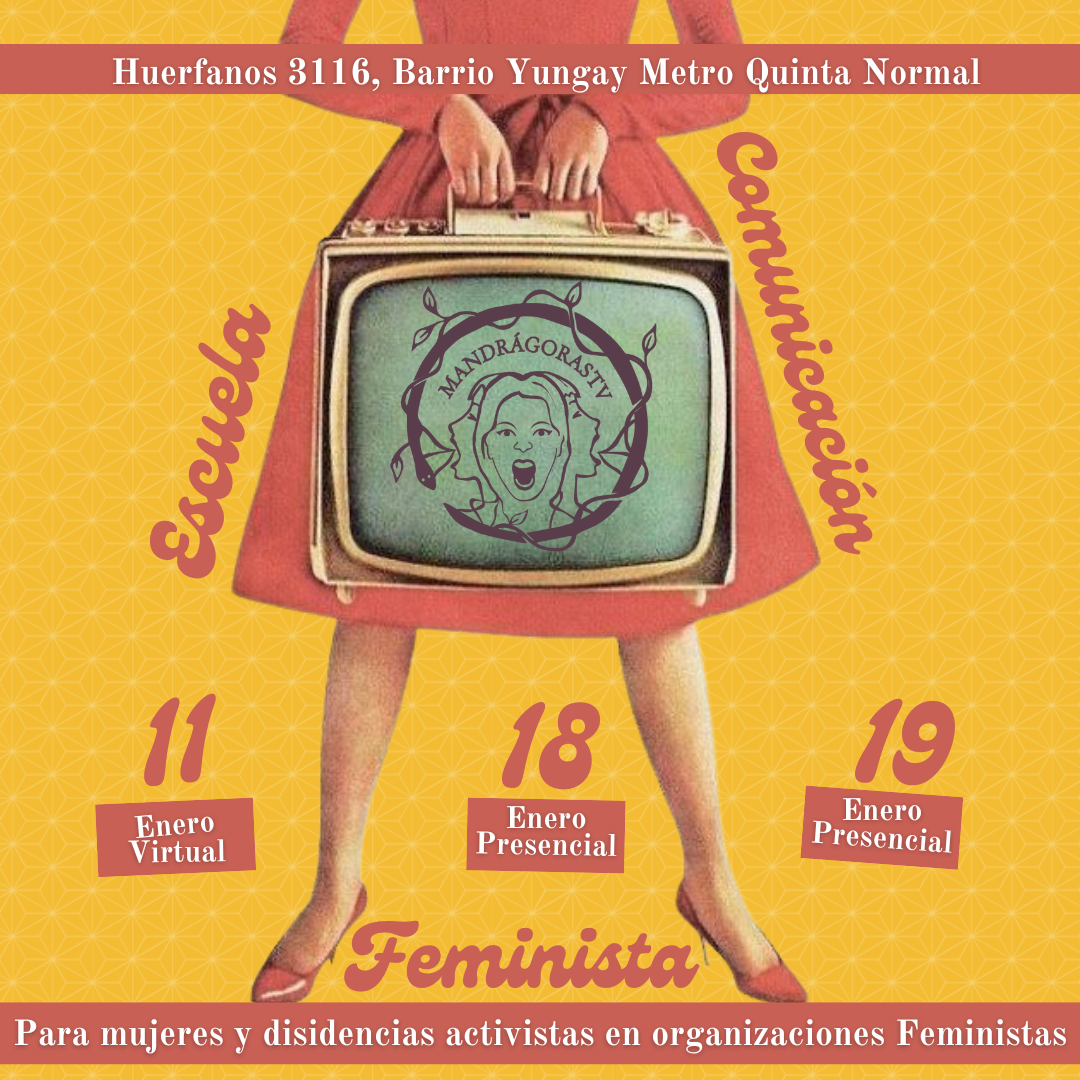 Huerfanos 3116, Barrio Yungay Metro Quinta Normal
Escuela
Comunicación
MANDRÁGORASTV
11
Enero
Virtual
18
Enero
Presencial
19
Enero
Presencial
Feminista
Para mujeres y disidencias activistas en organizaciones Feministas